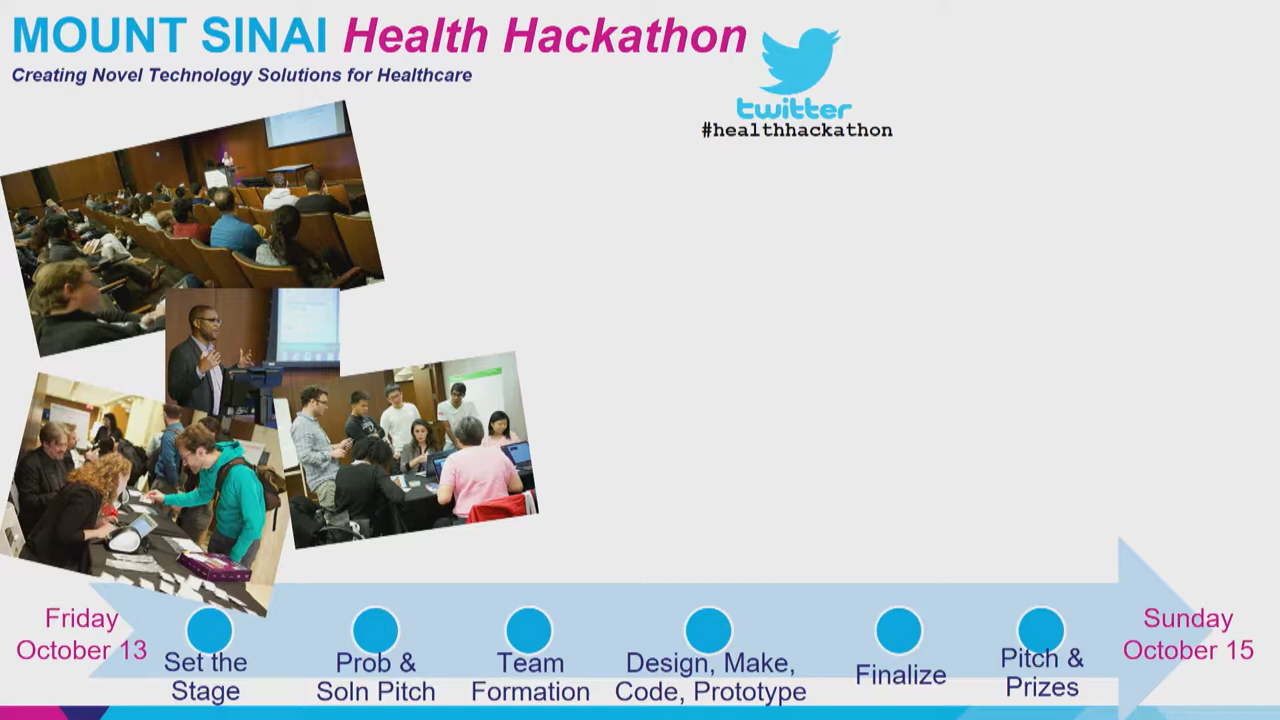 MOUNT SINAI Health Hackathon
Creating Novel Technology Solutions for Healthcare
twitter
#healthhackathon
Friday
October 13
Set the
Stage
Prob &
Soln Pitch
Team
Formation
Design, Make,
Code, Prototype
Finalize
Pitch &
Prizes
Sunday
October 15